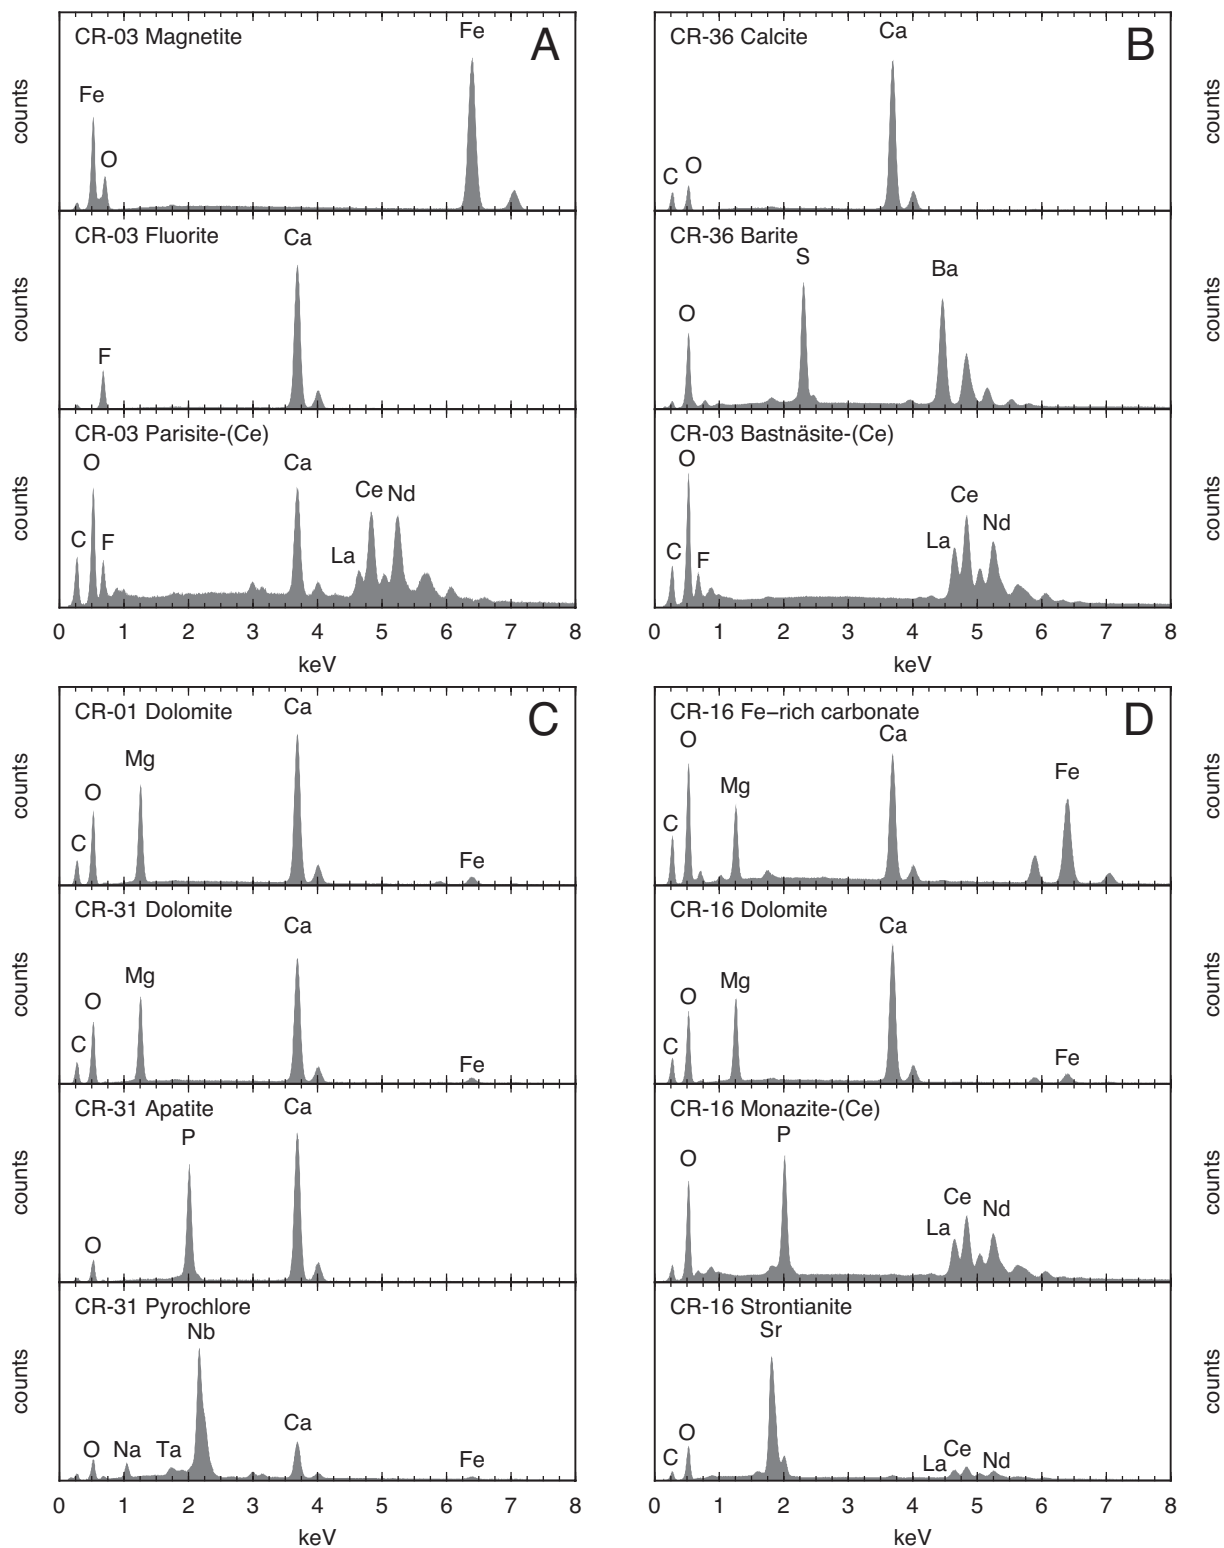 CR-03 Magnetite
A
Fe
Fe
O
counts
CR-03 Fluorite
Ca
F
counts
CR-03 Parisite-(Ce)
O
Ca
Ce Nd
C
F
La
counts
0 1 2 3 4 5 6 7 8
keV
CR-36 Calcite
B
Ca
C
O
counts
CR-36 Barite
S
Ba
O
counts
CR-03 Bastnäsite-(Ce)
O
Ce
Nd
La
C
F
counts
0 1 2 3 4 5 6 7 8
keV
CR-01 Dolomite
C
Ca
Mg
O
C
Fe
counts
CR-31 Dolomite
Ca
Mg
O
C
Fe
counts
CR-31 Apatite
Ca
P
O
counts
CR-31 Pyrochlore
Nb
Ca
O Na Ta
Fe
counts
0 1 2 3 4 5 6 7 8
keV
CR-16 Fe–rich carbonate
D
Ca
O
Fe
Mg
C
counts
CR-16 Dolomite
Ca
Mg
O
C
Fe
counts
CR-16 Monazite-(Ce)
P
O
Ce
Nd
La
counts
CR-16 Strontianite
Sr
O
C
Ce
La
Nd
counts
0 1 2 3 4 5 6 7 8
keV